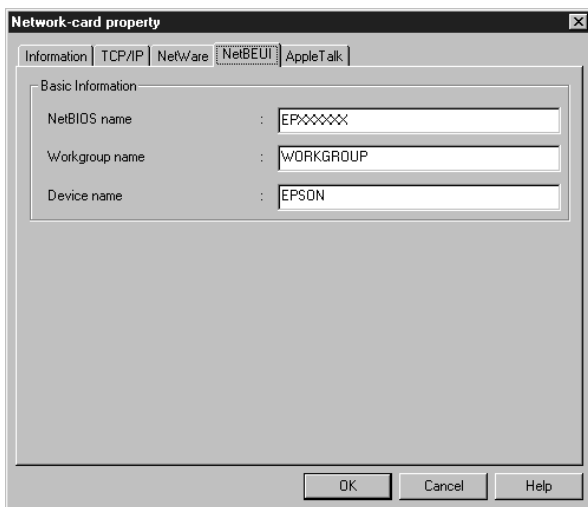 Network-card property
Information TCP/IP NetWare NetBEUI AppleTalk
Basic Information
NetBIOS name : EPXXXXXX
Workgroup name : WORKGROUP
Device name : EPSON
OK Cancel Help